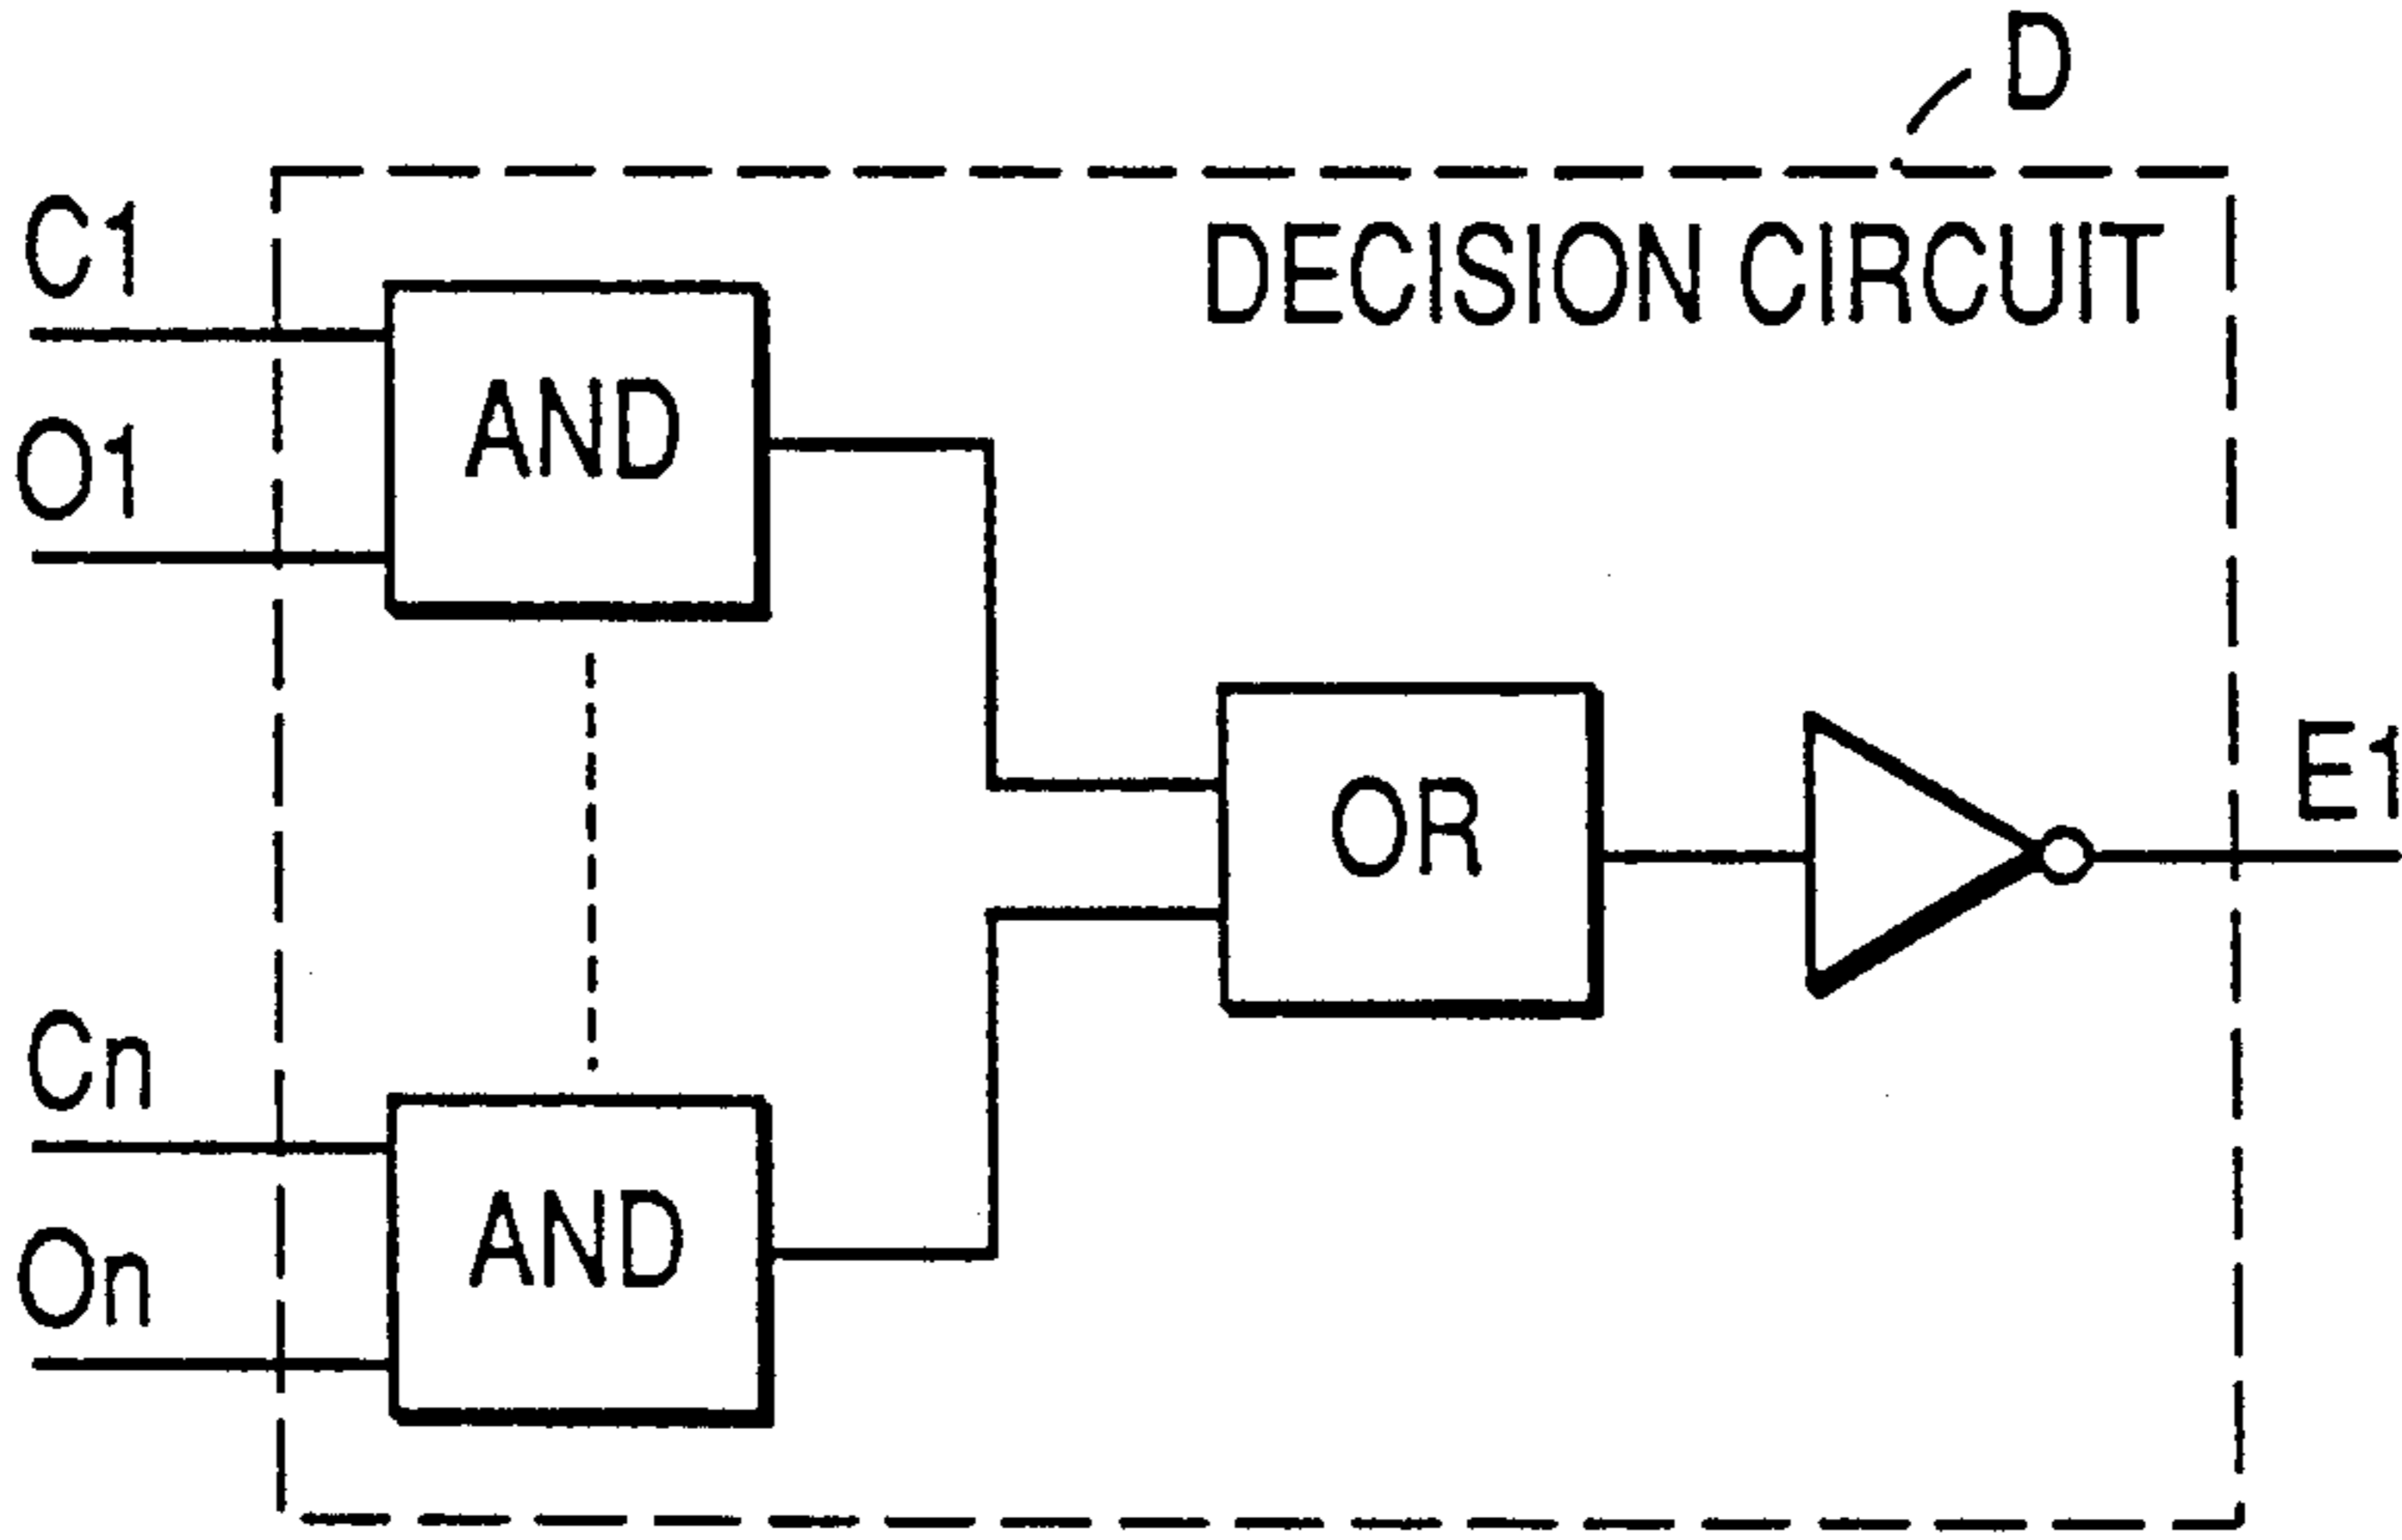 D
DECISION CIRCUIT
C1
O1
AND
OR
E1
Cn
On
AND